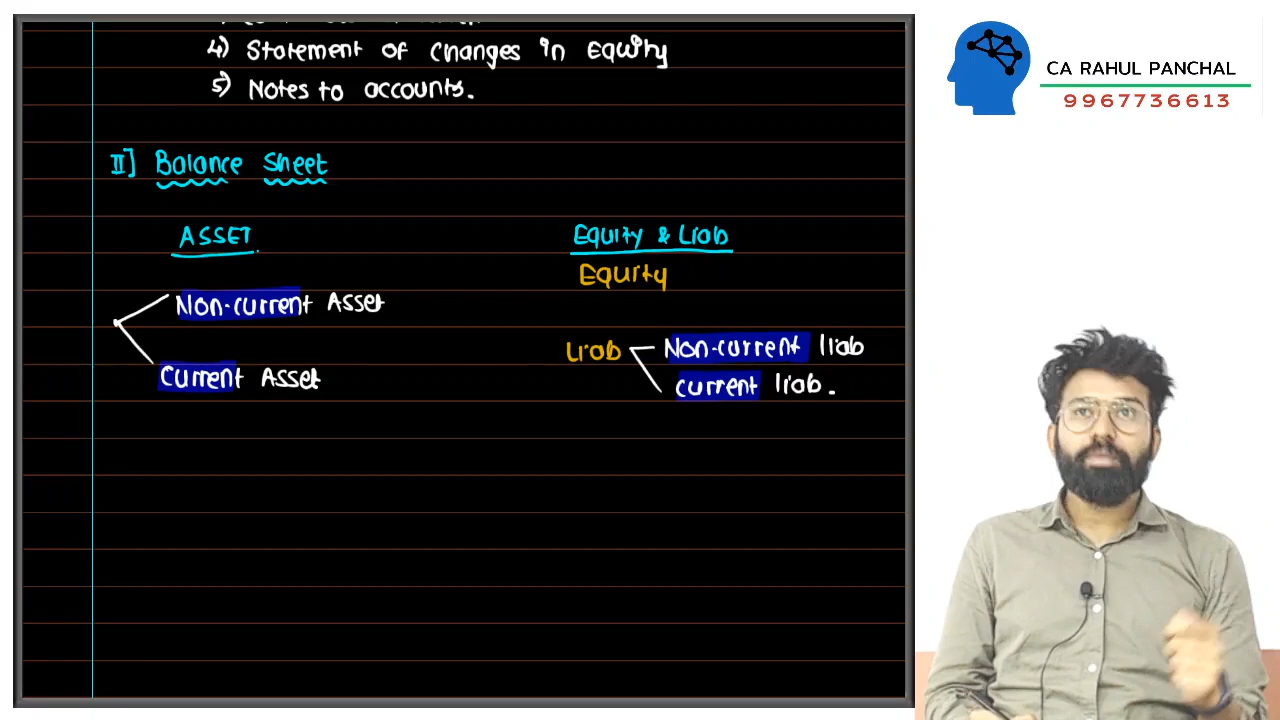 4) Statement of Changes in Equity
5) Notes to accounts.
CA RAHUL PANCHAL
9967736613
II] Balance Sheet
ASSET
Equity & Liab
Equity
Non-current Asset
Current Asset
Liab
Non-current liab
current liab.